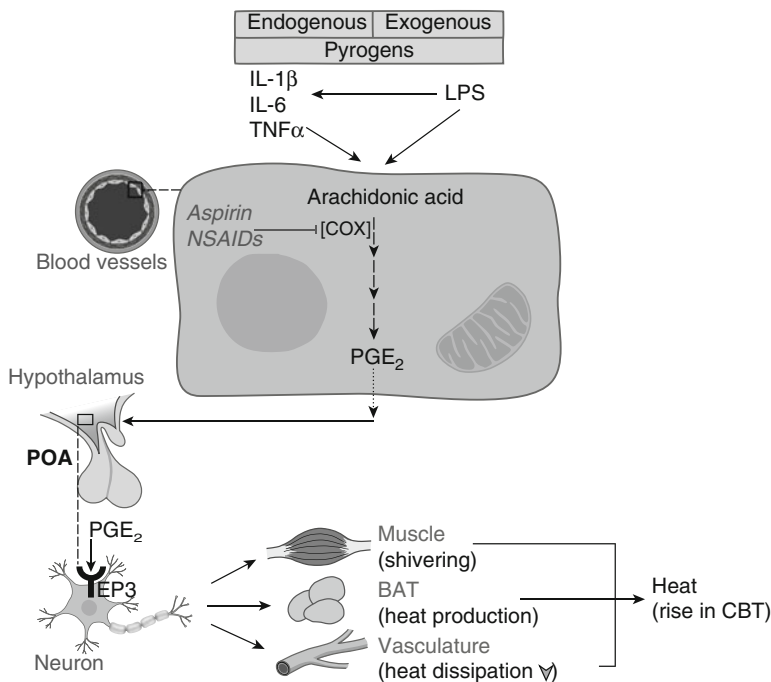 Endogenous Exogenous
Pyrogens
IL-1β
IL-6
TNFα
LPS
Arachidonic acid
Aspirin
NSAIDs
[COX]
Blood vessels
PGE₂
Hypothalamus
POA
PGE₂
EP3
Neuron
Muscle
(shivering)
BAT
(heat production)
Vasculature
(heat dissipation )
Heat
(rise in CBT)